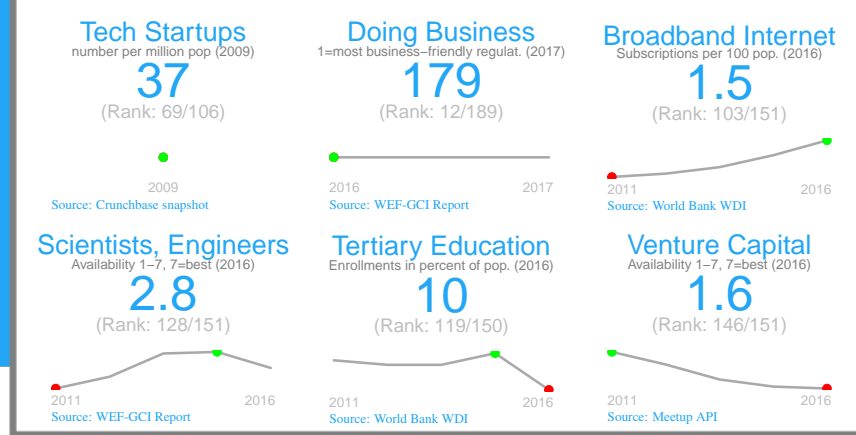 Tech Startups
number per million pop (2009)
37
(Rank: 69/106)
2009
Source: Crunchbase snapshot
Doing Business
1=most business−friendly regulat. (2017)
179
(Rank: 12/189)
2016 2017
Source: WEF-GCI Report
Broadband Internet
Subscriptions per 100 pop. (2016)
1.5
(Rank: 103/151)
2011 2016
Source: World Bank WDI
Scientists, Engineers
Availability 1−7, 7=best (2016)
2.8
(Rank: 128/151)
2011 2016
Source: WEF-GCI Report
Tertiary Education
Enrollments in percent of pop. (2016)
10
(Rank: 119/150)
2011 2016
Source: World Bank WDI
Venture Capital
Availability 1−7, 7=best (2016)
1.6
(Rank: 146/151)
2011 2016
Source: Meetup API